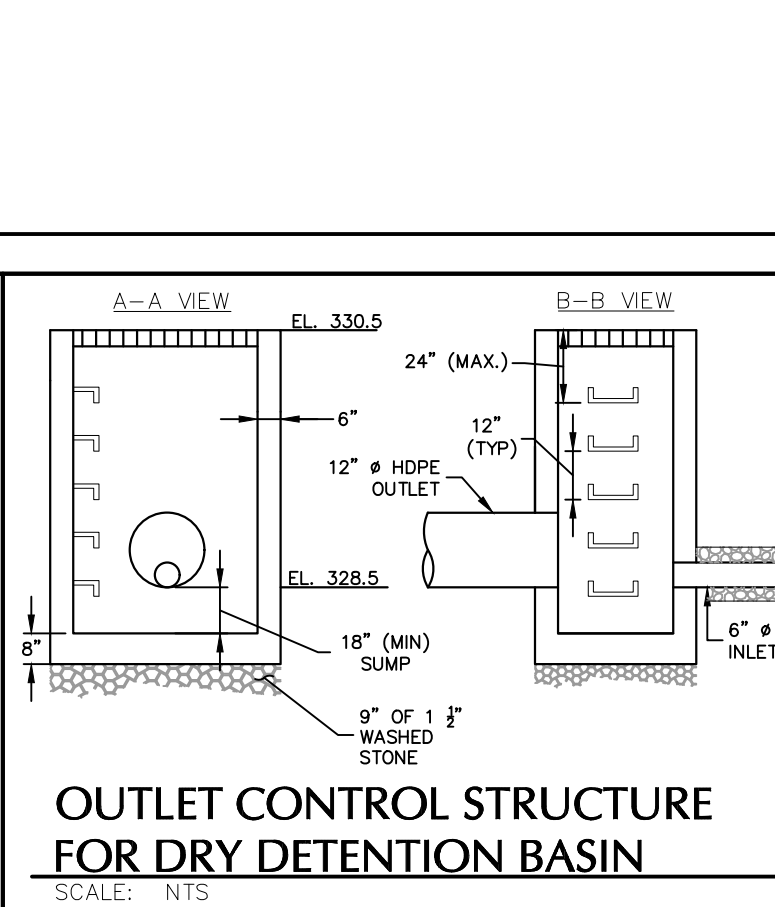 A-A VIEW
EL. 330.5
6"
12" ø HDPE
OUTLET
EL. 328.5
8"
18" (MIN)
SUMP
9" OF 1 ½"
WASHED
STONE
B-B VIEW
24" (MAX.)
12"
(TYP)
6" ø
INLET
OUTLET CONTROL STRUCTURE
FOR DRY DETENTION BASIN
SCALE: NTS